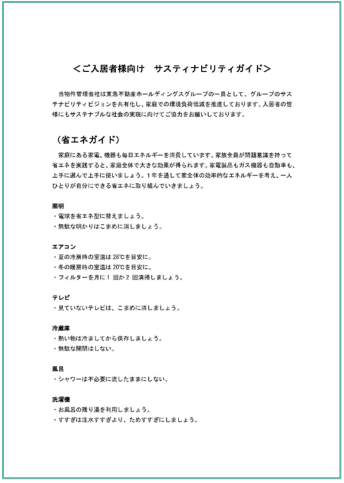 ＜ご入居者様向け　サスティナビリティガイド＞
当物件管理会社は東急不動産ホールディングスグループの一員として、グループのサス
テナビリティビジョンを共有化し、家庭での環境負荷低減を推進しております。入居者の皆
様にもサステナブルな社会の実現に向けてご協力をお願いしております。
（省エネガイド）
家庭にある家電、機器も毎日エネルギーを消費しています。家族全員が問題意識を持って
省エネを実践すると、家庭全体で大きな効果が得られます。家電製品もガス機器も自動車も、
上手に選んで上手に使いましょう。１年を通して家全体の効率的なエネルギーを考え、一人
ひとりが自分にできる省エネに取り組んでいきましょう。
照明
・電球を省エネ型に替えましょう。
・無駄な明かりはこまめに消しましょう。
エアコン
・夏の冷房時の室温は 28℃を目安に。
・冬の暖房時の室温は 20℃を目安に。
・フィルターを月に１回か２回清掃しましょう。
テレビ
・見ていないテレビは、こまめに消しましょう。
冷蔵庫
・熱い物は冷ましてから保存しましょう。
・無駄な開閉はしない。
風呂
・シャワーは不必要に流したままにしない。
洗濯機
・お風呂の残り湯を利用しましょう。
・すすぎは注水すすぎより、ためすすぎにしましょう。